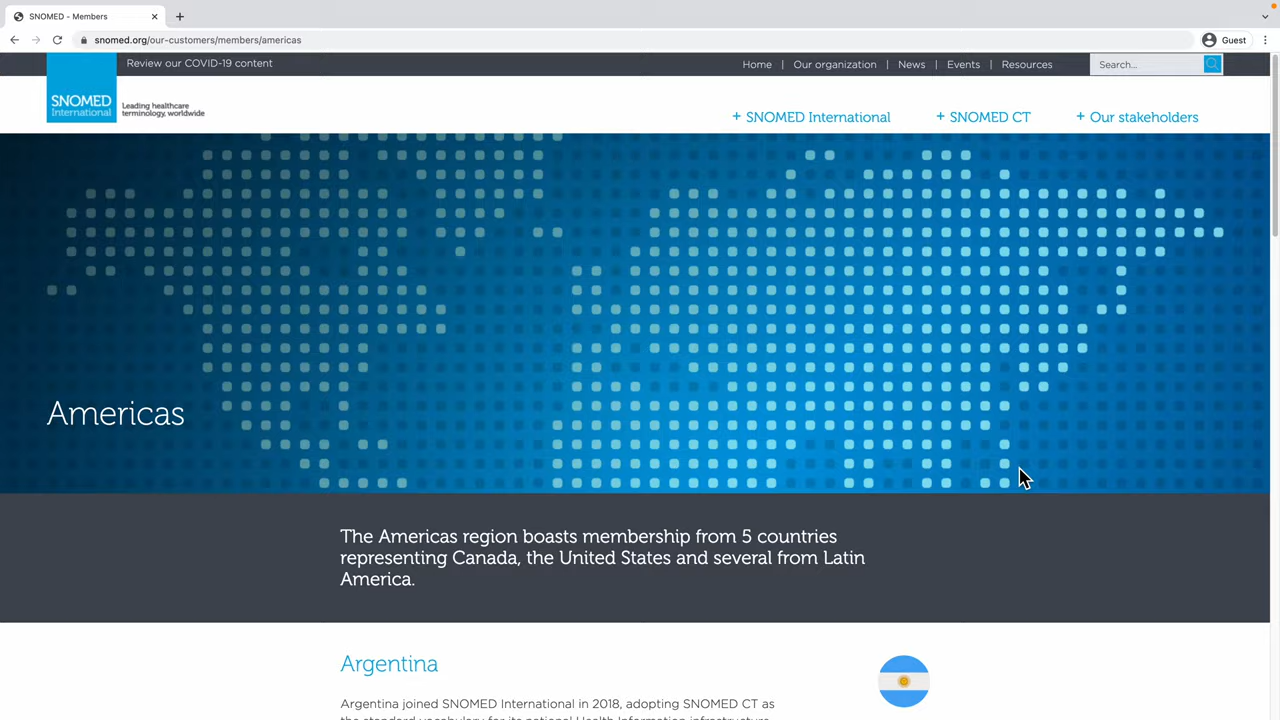 SNOMED - Members
snomed.org/our-customers/members/americas
Guest
Review our COVID-19 content
Home | Our organization | News | Events | Resources
Search...
SNOMED
International
Leading healthcare
terminology, worldwide
+ SNOMED International + SNOMED CT + Our stakeholders
Americas
The Americas region boasts membership from 5 countries
representing Canada, the United States and several from Latin
America.
Argentina
Argentina joined SNOMED International in 2018, adopting SNOMED CT as
the standard vocabulary for its national Health Information infrastructure.